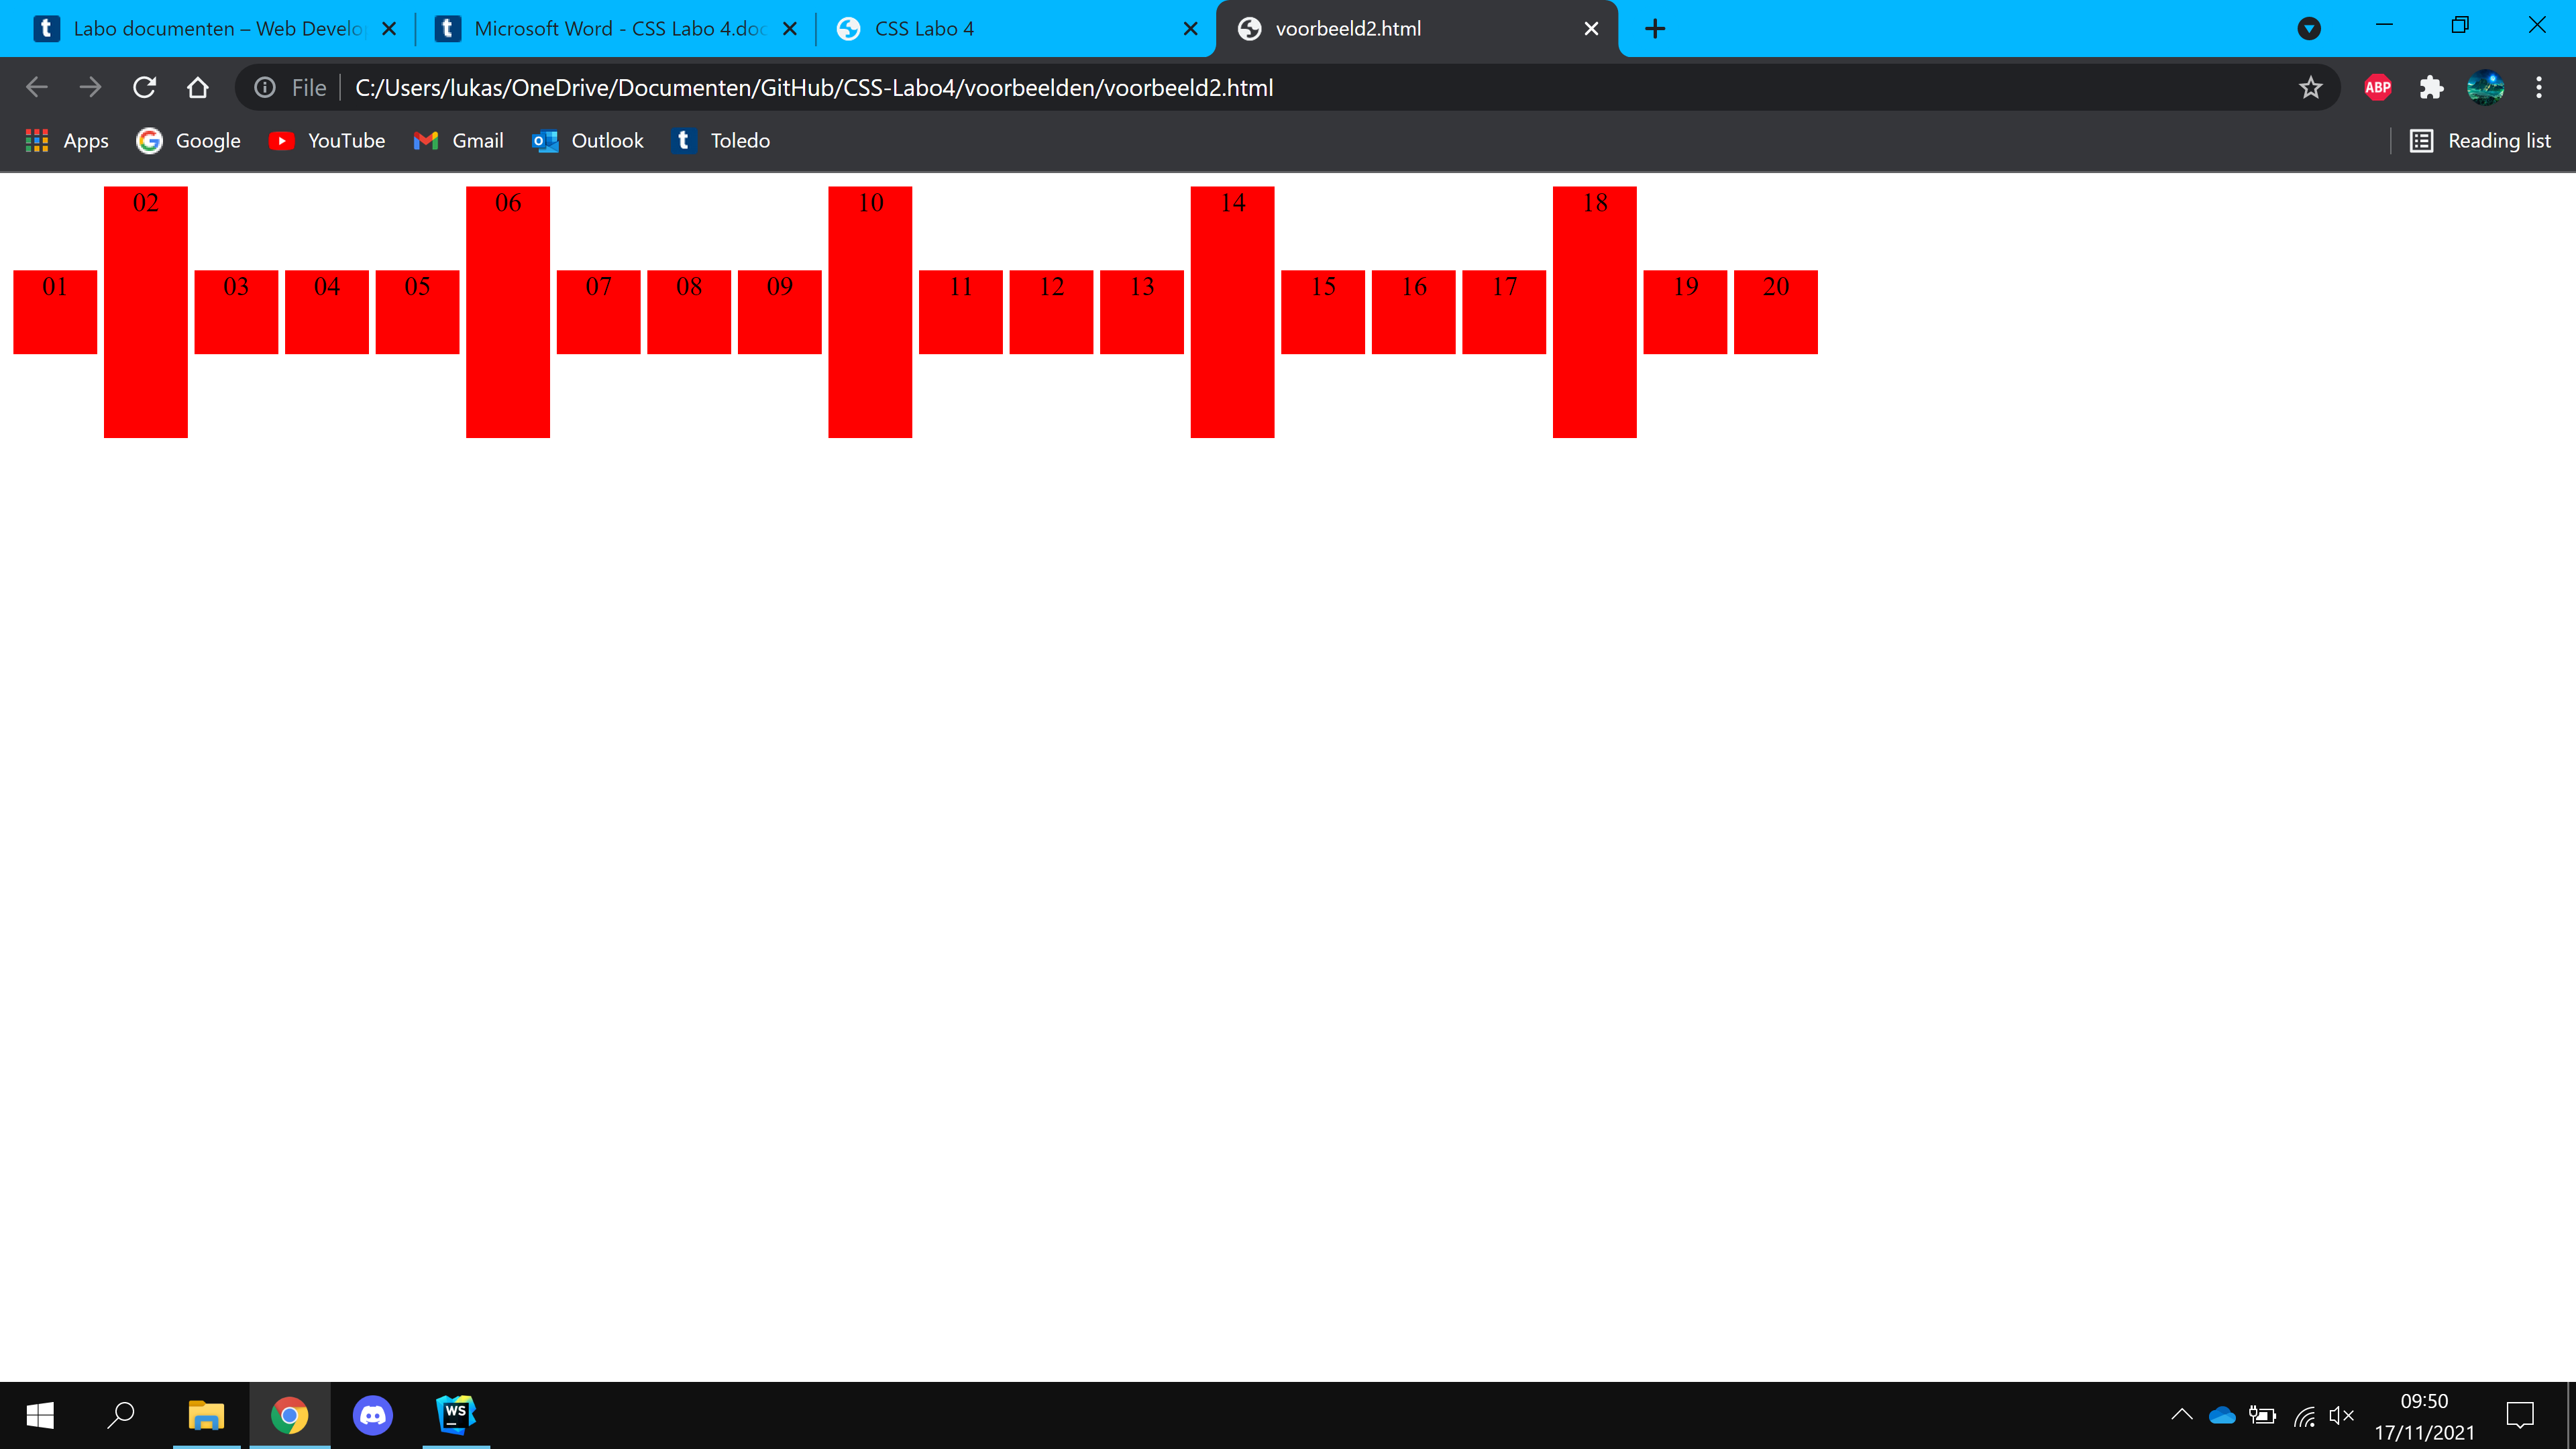 Labo documenten – Web Develo
Microsoft Word - CSS Labo 4.doc
CSS Labo 4
voorbeeld2.html
File
C:/Users/lukas/OneDrive/Documenten/GitHub/CSS-Labo4/voorbeelden/voorbeeld2.html
ABP
Apps
Google
YouTube
Gmail
Outlook
Toledo
Reading list
02 06 10 14 18
01 03 04 05 07 08 09 11 12 13 15 16 17 19 20
WS
09:50
17/11/2021